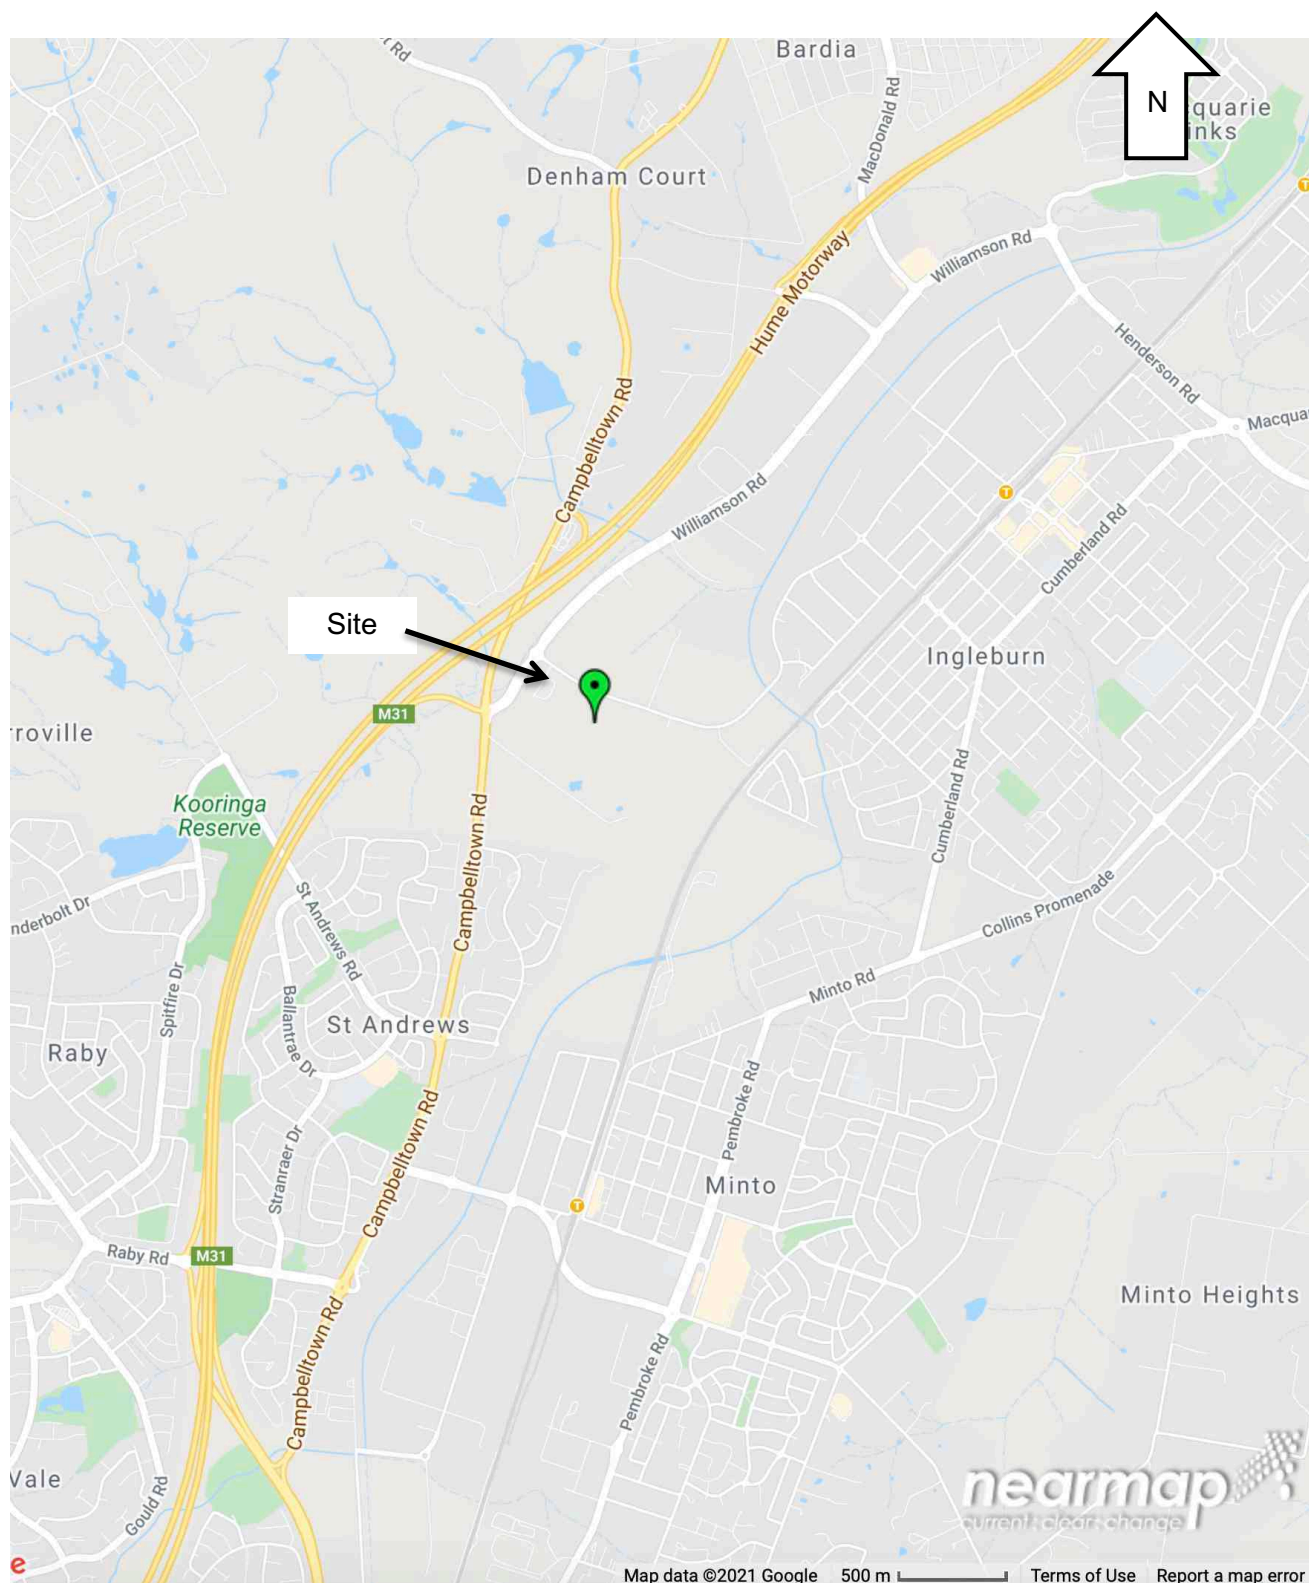 r Rd
Bardia
N
quarie
inks
MacDonald Rd
Denham Court
Williamson Rd
Hume Motorway
Henderson Rd
Campbelltown Rd
Macqua
Williamson Rd
Cumberland Rd
Site
Ingleburn
M31
rroville
Kooringa
Reserve
Cumberland Rd
Campbelltown Rd
St Andrews Rd
nderbolt Dr
Collins Promenade
Spitfire Dr
Minto Rd
Ballantrae Dr
St Andrews
Raby
Pembroke Rd
Campbelltown Rd
Stranraer Dr
Minto
Raby Rd
M31
Minto Heights
Campbelltown Rd
Pembroke Rd
Vale
Gould Rd
nearmap
current: clear: change
e
Map data ©2021 Google 500 m Terms of Use Report a map error